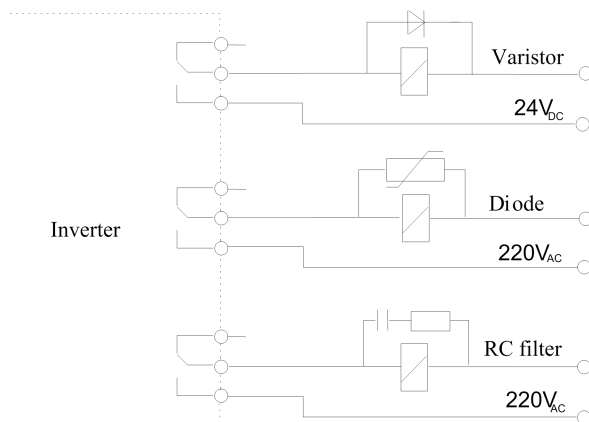 Varistor
24VDC
Diode
Inverter
220VAC
RC filter
220VAC